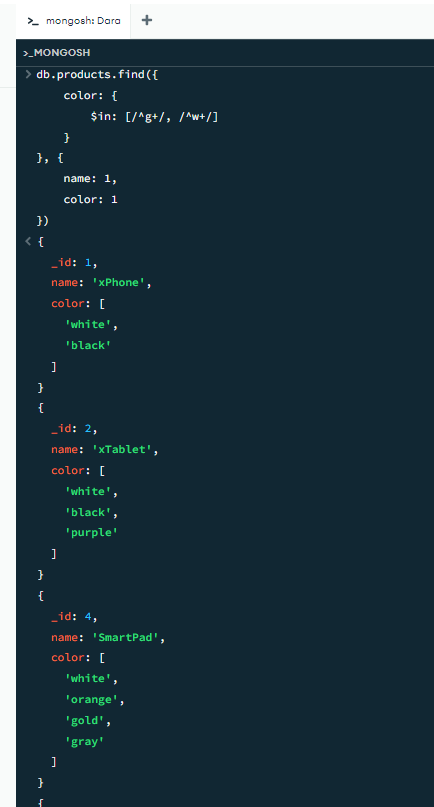 >_ mongosh: Dara +
>_MONGOSH
> db.products.find({
color: {
$in: [/^g+/, /^w+/]
}
}, {
name: 1,
color: 1
})
< {
_id: 1,
name: 'xPhone',
color: [
'white',
'black'
]
}
{
_id: 2,
name: 'xTablet',
color: [
'white',
'black',
'purple'
]
}
{
_id: 4,
name: 'SmartPad',
color: [
'white',
'orange',
'gold',
'gray'
]
}
{